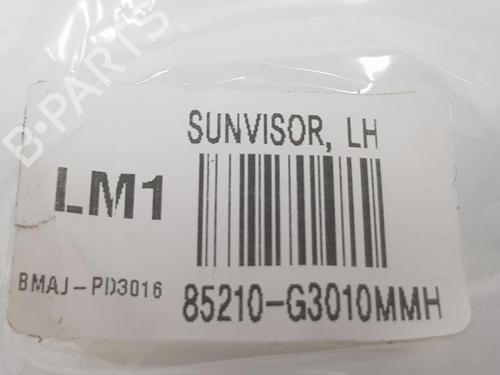 B-PARTS
SUNVISOR, LH
LM1
BMAJ-PD3016
85210-G3010MMH